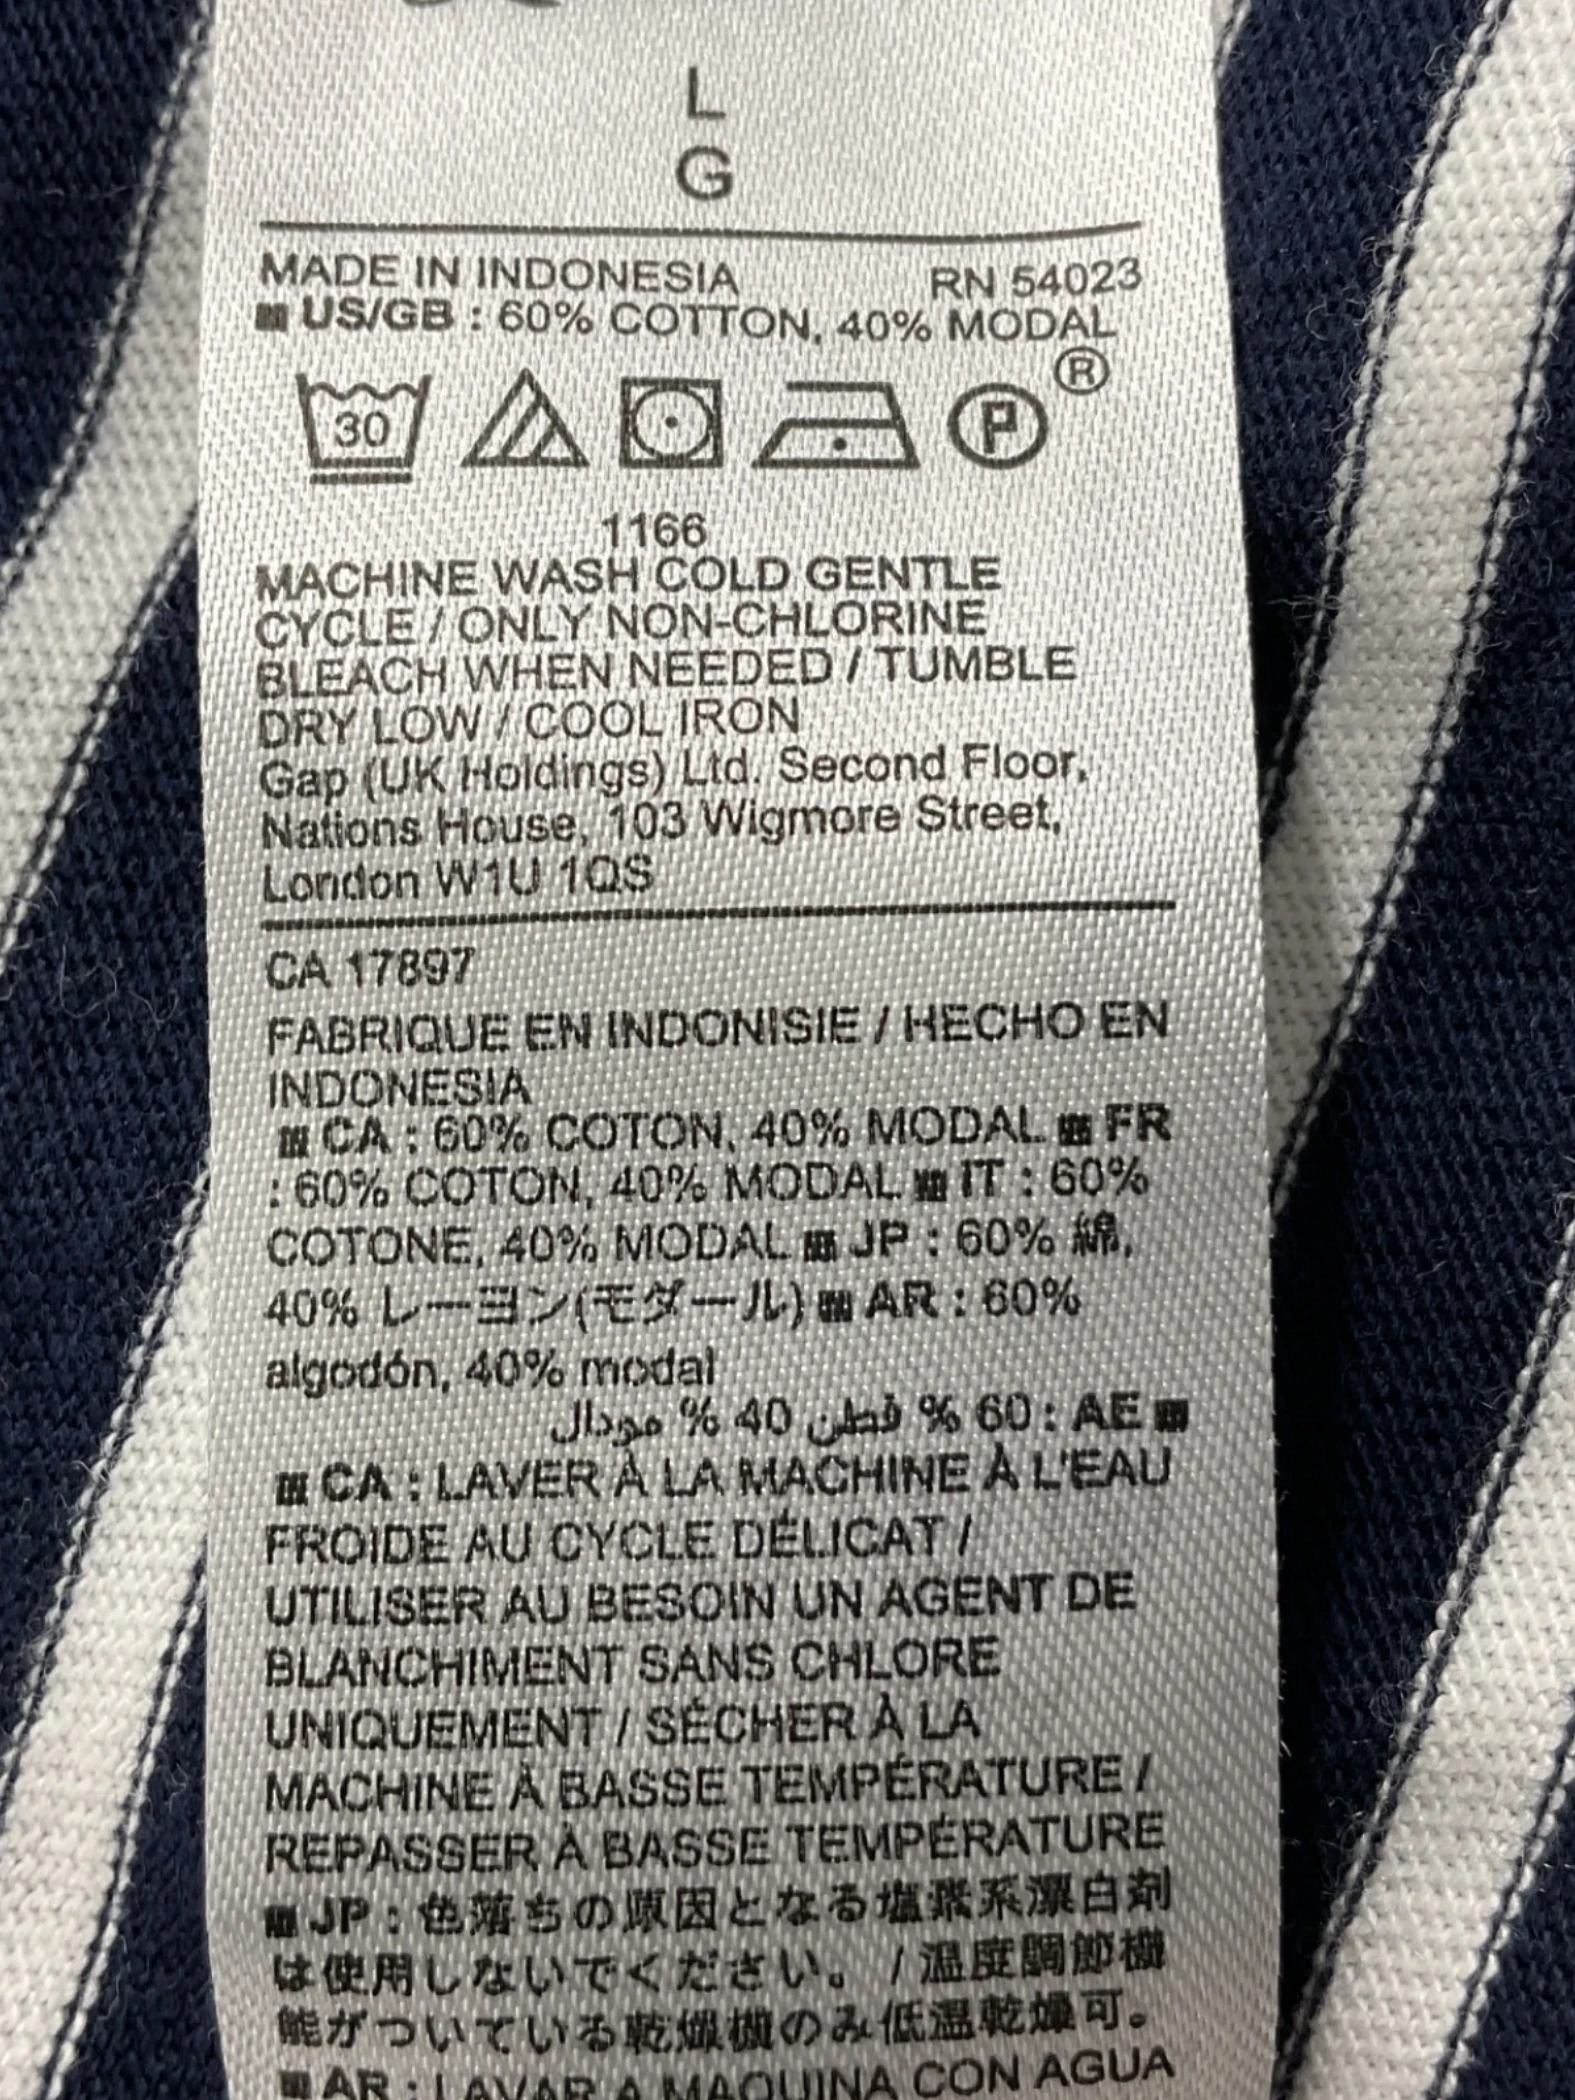 L
G
MADE IN INDONESIA RN 54023
US/GB : 60% COTTON, 40% MODAL
30 P ®
1166
MACHINE WASH COLD GENTLE
CYCLE / ONLY NON-CHLORINE
BLEACH WHEN NEEDED / TUMBLE
DRY LOW / COOL IRON
Gap (UK Holdings) Ltd. Second Floor,
Nations House, 103 Wigmore Street,
London W1U 1QS
CA 17897
FABRIQUE EN INDONISIE / HECHO EN
INDONESIA
CA : 60% COTON, 40% MODAL FR
: 60% COTON, 40% MODAL IT : 60%
COTONE, 40% MODAL JP : 60% 綿,
40% レーヨン(モダール) AR : 60%
algodón, 40% modal
AE : 60 % قطن 40 % مودال
CA : LAVER À LA MACHINE À L'EAU
FROIDE AU CYCLE DÉLICAT /
UTILISER AU BESOIN UN AGENT DE
BLANCHIMENT SANS CHLORE
UNIQUEMENT / SÉCHER À LA
MACHINE À BASSE TEMPÉRATURE /
REPASSER À BASSE TEMPÉRATURE
JP : 色落ちの原因となる塩素系漂白剤
は使用しないでください。 / 温度調節機
能がついている乾燥機のみ低温乾燥可。
AR : LAVAR A MAQUINA CON AGUA